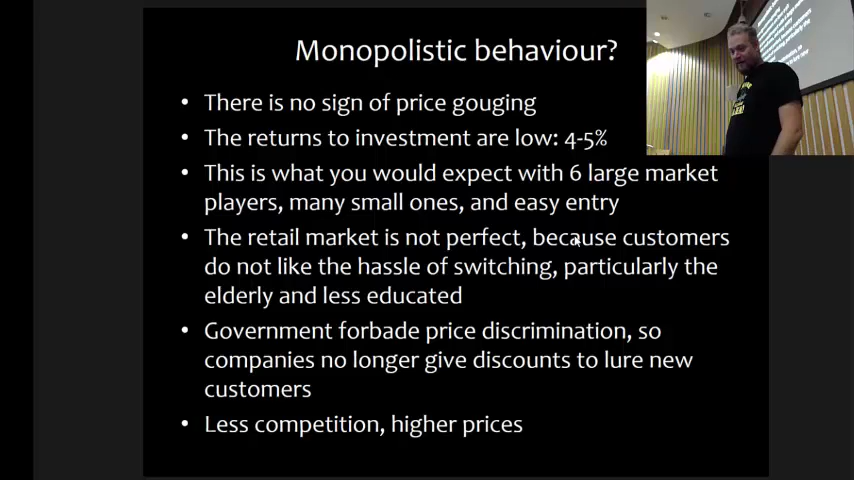 Monopolistic behaviour?
• There is no sign of price gouging
• The returns to investment are low: 4-5%
• This is what you would expect with 6 large market
players, many small ones, and easy entry
• The retail market is not perfect, because customers
do not like the hassle of switching, particularly the
elderly and less educated
• Government forbade price discrimination, so
companies no longer give discounts to lure new
customers
• Less competition, higher prices